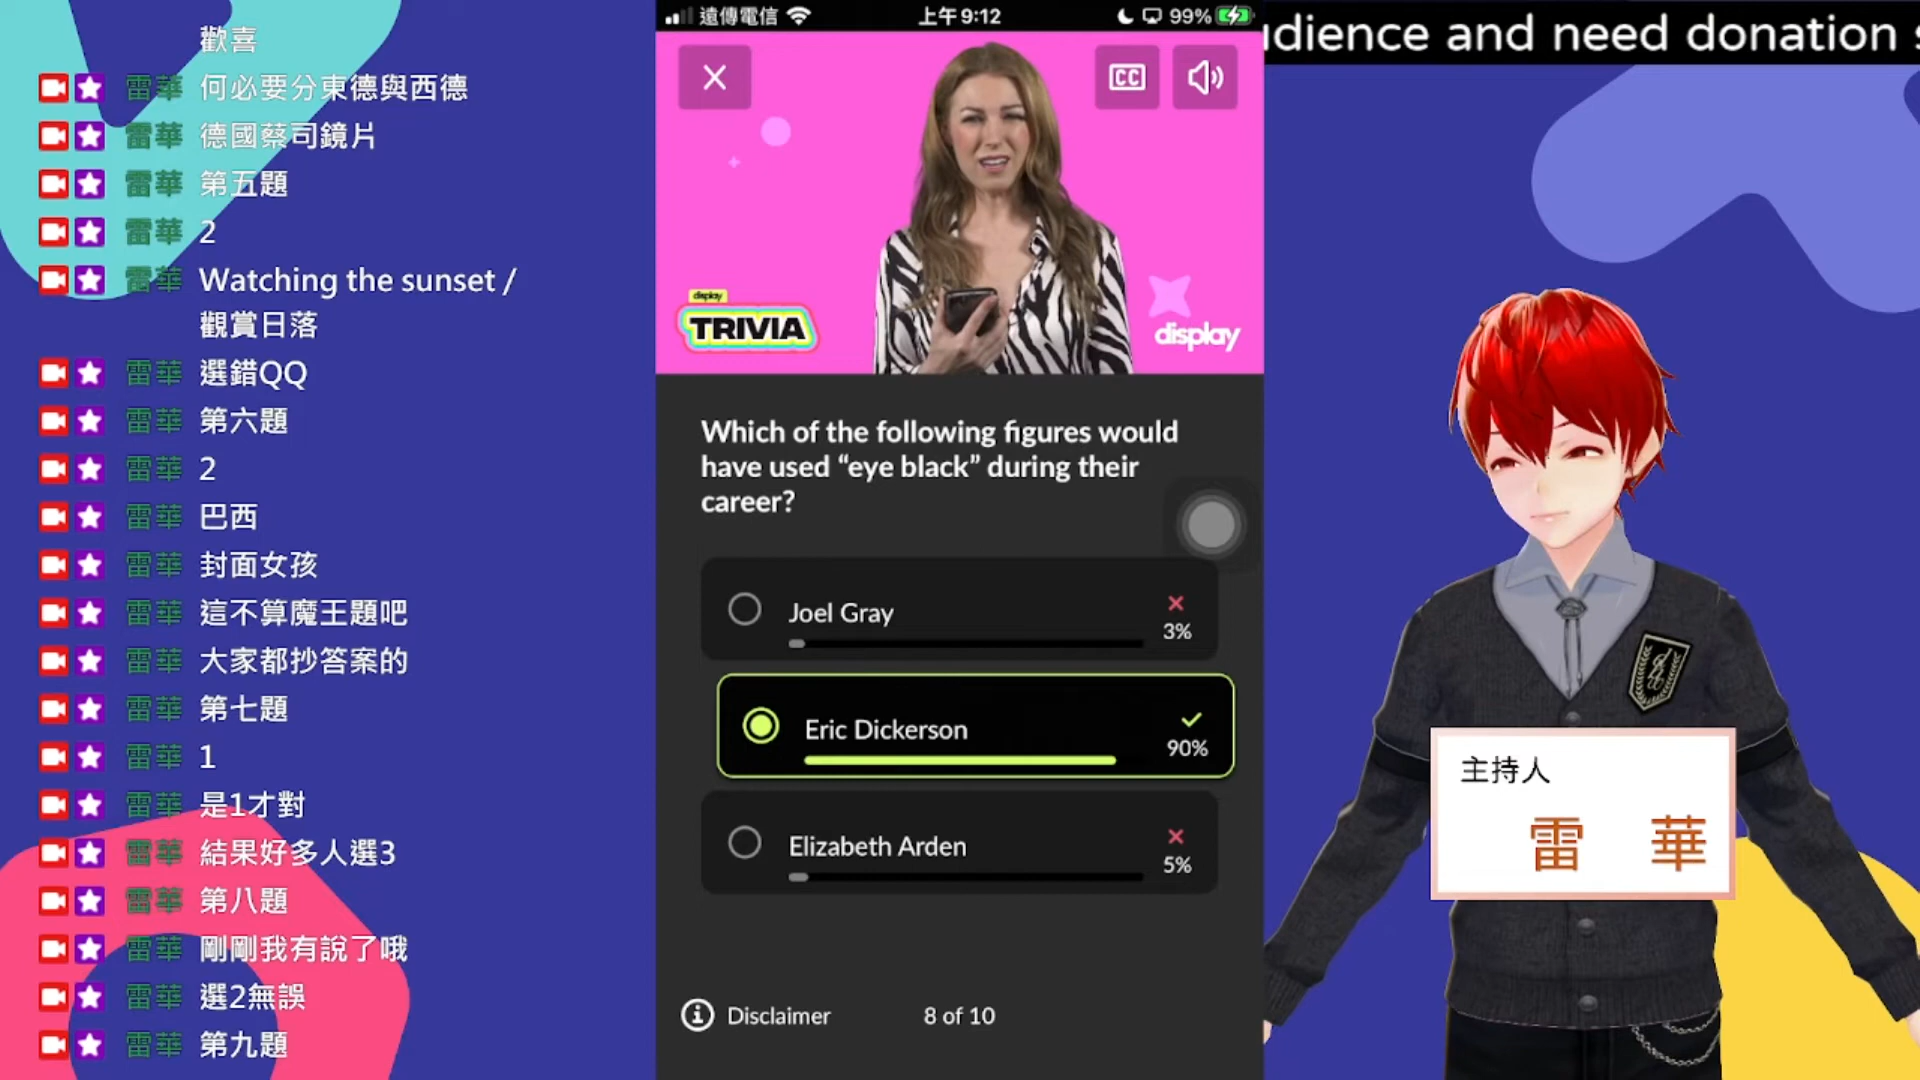 歡喜
雷華 何必要分東德與西德
雷華 德國蔡司鏡片
雷華 第五題
雷華 2
雷華 Watching the sunset /
觀賞日落
雷華 選錯QQ
雷華 第六題
雷華 2
雷華 巴西
雷華 封面女孩
雷華 這不算魔王題吧
雷華 大家都抄答案的
雷華 第七題
雷華 1
雷華 是1才對
雷華 結果好多人選3
雷華 第八題
雷華 剛剛我有說了哦
雷華 選2無誤
雷華 第九題
遠傳電信
上午9:12
99%
CC
display
TRIVIA
display
Which of the following figures would
have used “eye black” during their
career?
Joel Gray
3%
Eric Dickerson
90%
Elizabeth Arden
5%
Disclaimer
8 of 10
udience and need donation s
主持人
雷 華